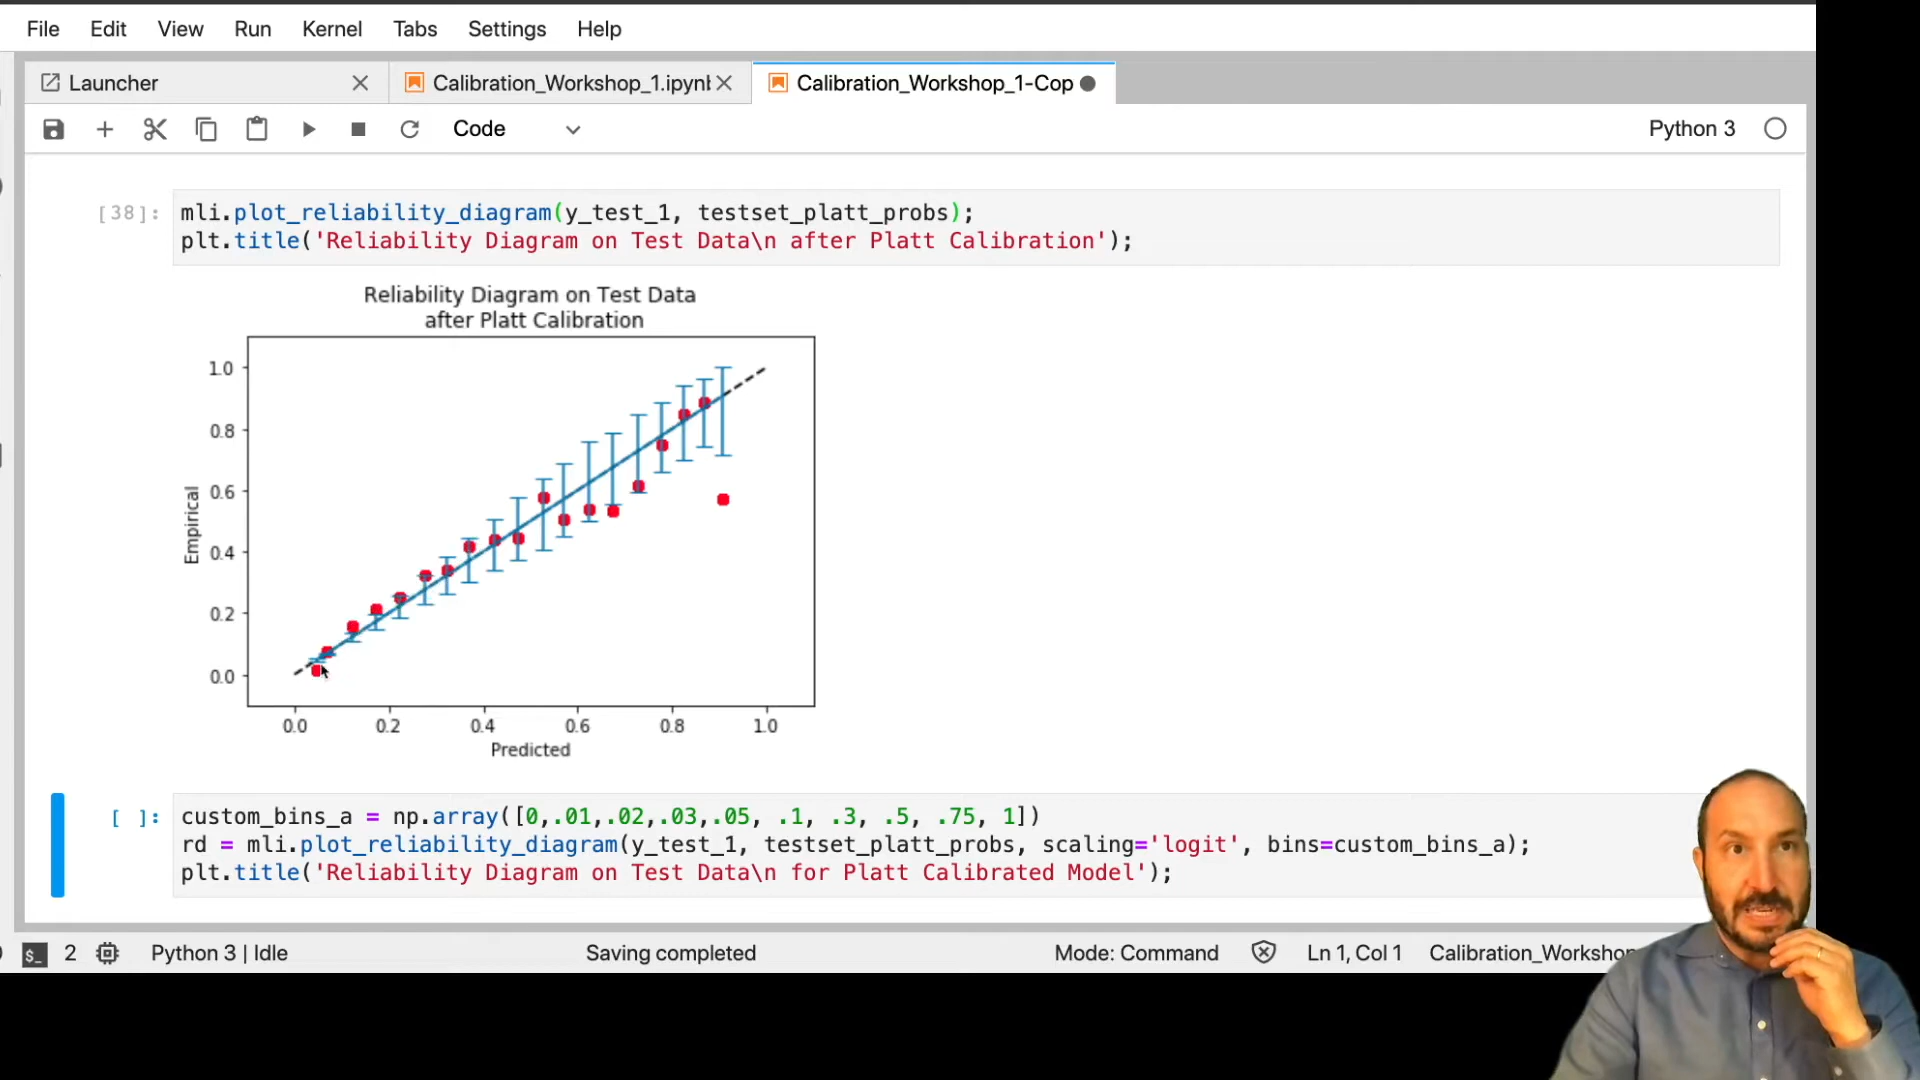 File Edit View Run Kernel Tabs Settings Help
Launcher Calibration_Workshop_1.ipynb Calibration_Workshop_1-Cop
Code Python 3
[38]: mli.plot_reliability_diagram(y_test_1, testset_platt_probs);
plt.title('Reliability Diagram on Test Data\n after Platt Calibration');
Reliability Diagram on Test Data
after Platt Calibration
1.0
0.8
0.6
0.4
0.2
0.0
Empirical
0.0 0.2 0.4 0.6 0.8 1.0
Predicted
[ ]: custom_bins_a = np.array([0,.01,.02,.03,.05, .1, .3, .5, .75, 1])
rd = mli.plot_reliability_diagram(y_test_1, testset_platt_probs, scaling='logit', bins=custom_bins_a);
plt.title('Reliability Diagram on Test Data\n for Platt Calibrated Model');
$_ 2 Python 3 | Idle Saving completed Mode: Command Ln 1, Col 1 Calibration_Workshop